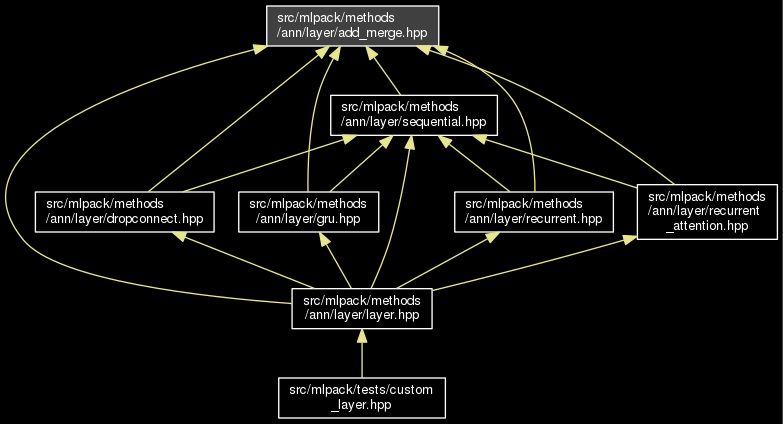 src/mlpack/methods
/ann/layer/add_merge.hpp
src/mlpack/methods
/ann/layer/sequential.hpp
src/mlpack/methods
/ann/layer/dropconnect.hpp
src/mlpack/methods
/ann/layer/gru.hpp
src/mlpack/methods
/ann/layer/recurrent.hpp
src/mlpack/methods
/ann/layer/recurrent
_attention.hpp
src/mlpack/methods
/ann/layer/layer.hpp
src/mlpack/tests/custom
_layer.hpp